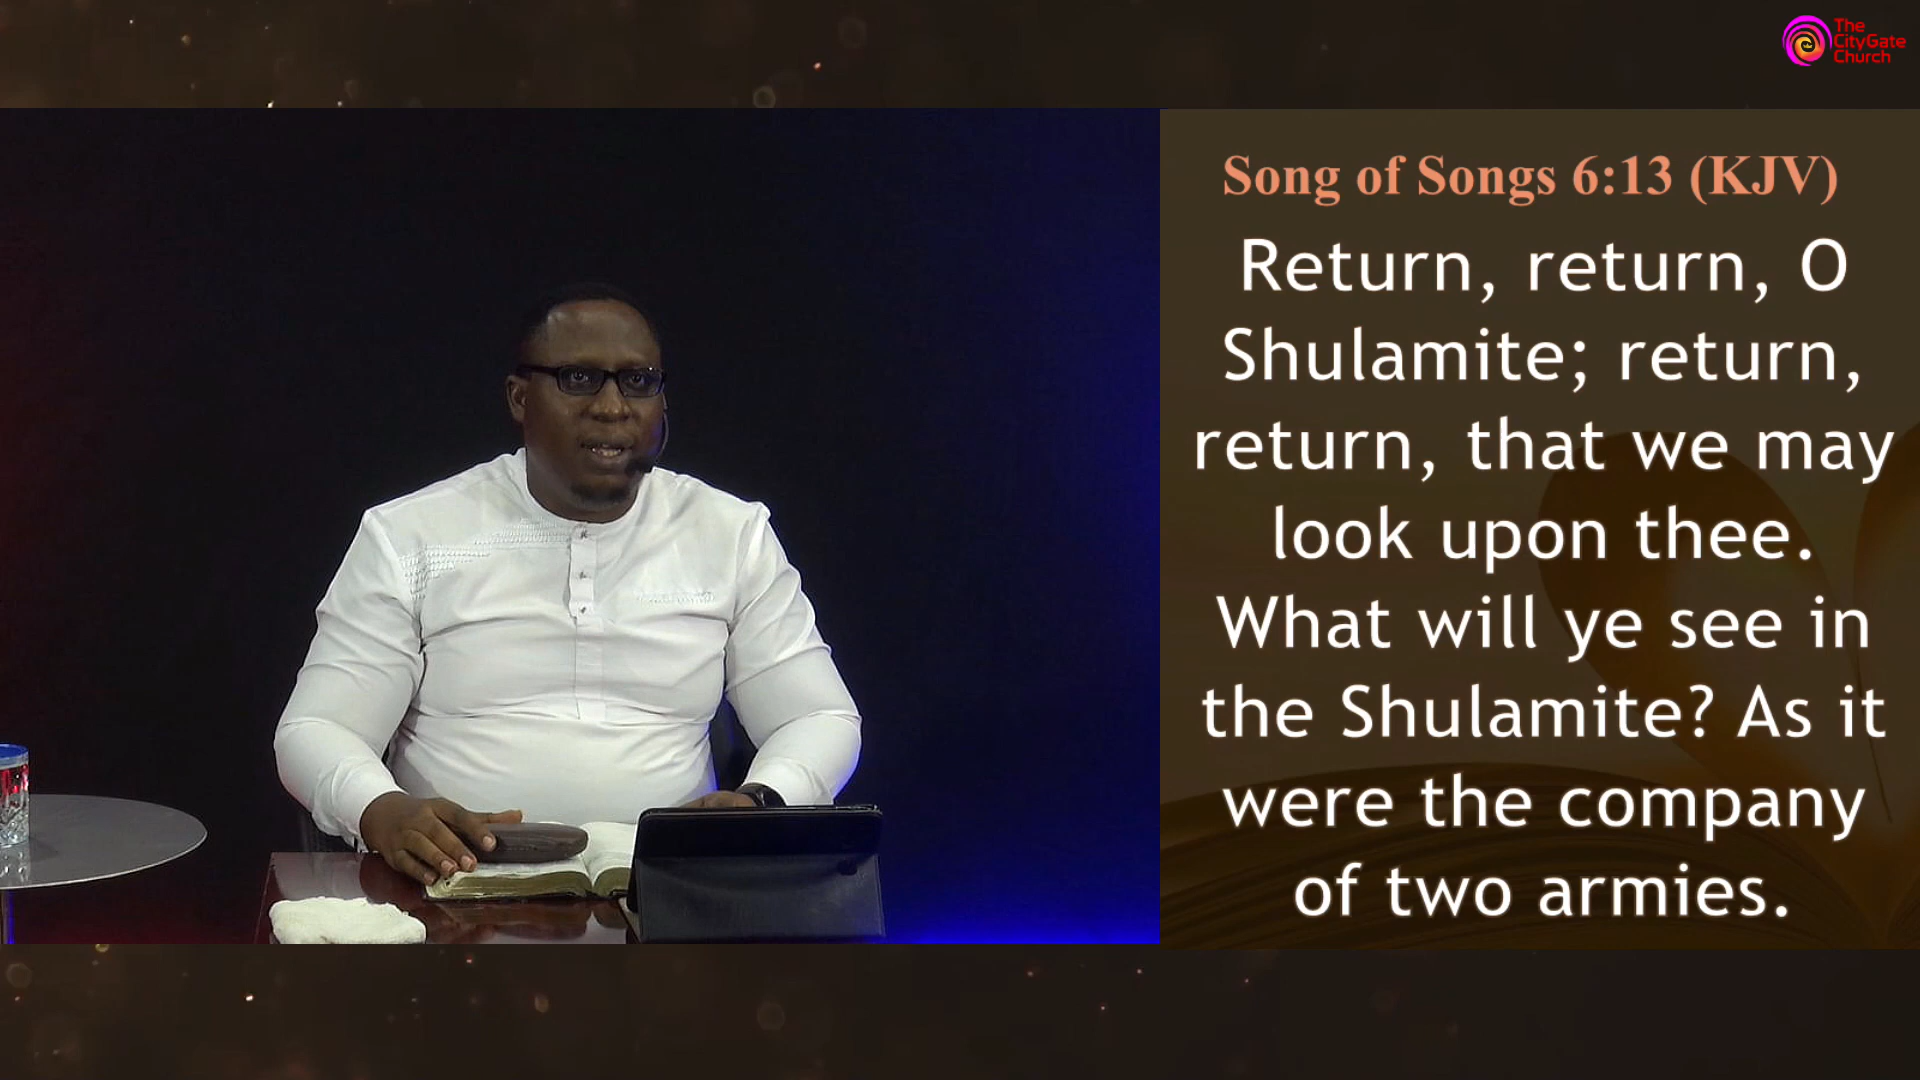 The
CityGate
Church
Song of Songs 6:13 (KJV)
Return, return, O
Shulamite; return,
return, that we may
look upon thee.
What will ye see in
the Shulamite? As it
were the company
of two armies.